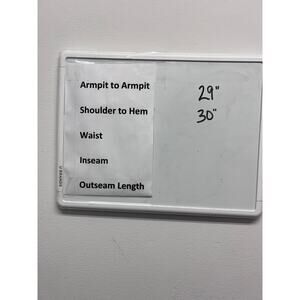 Armpit to Armpit 29"
Shoulder to Hem 30"
Waist
Inseam
Outseam Length